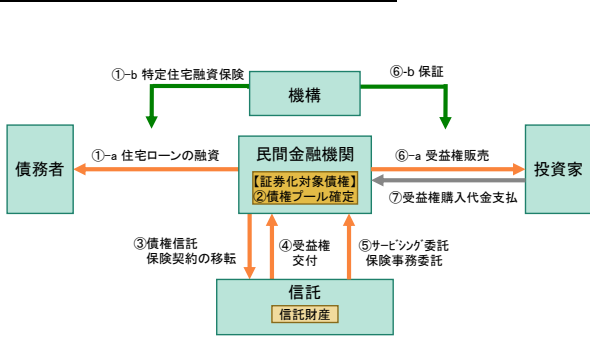 ①-b 特定住宅融資保険
機構
⑥-b 保証
債務者
①-a 住宅ローンの融資
民間金融機関
【証券化対象債権】
②債権プール確定
⑥-a 受益権販売
⑦受益権購入代金支払
投資家
③債権信託
保険契約の移転
④受益権
交付
⑤ｻｰﾋﾞｼﾝｸﾞ委託
保険事務委託
信託
信託財産